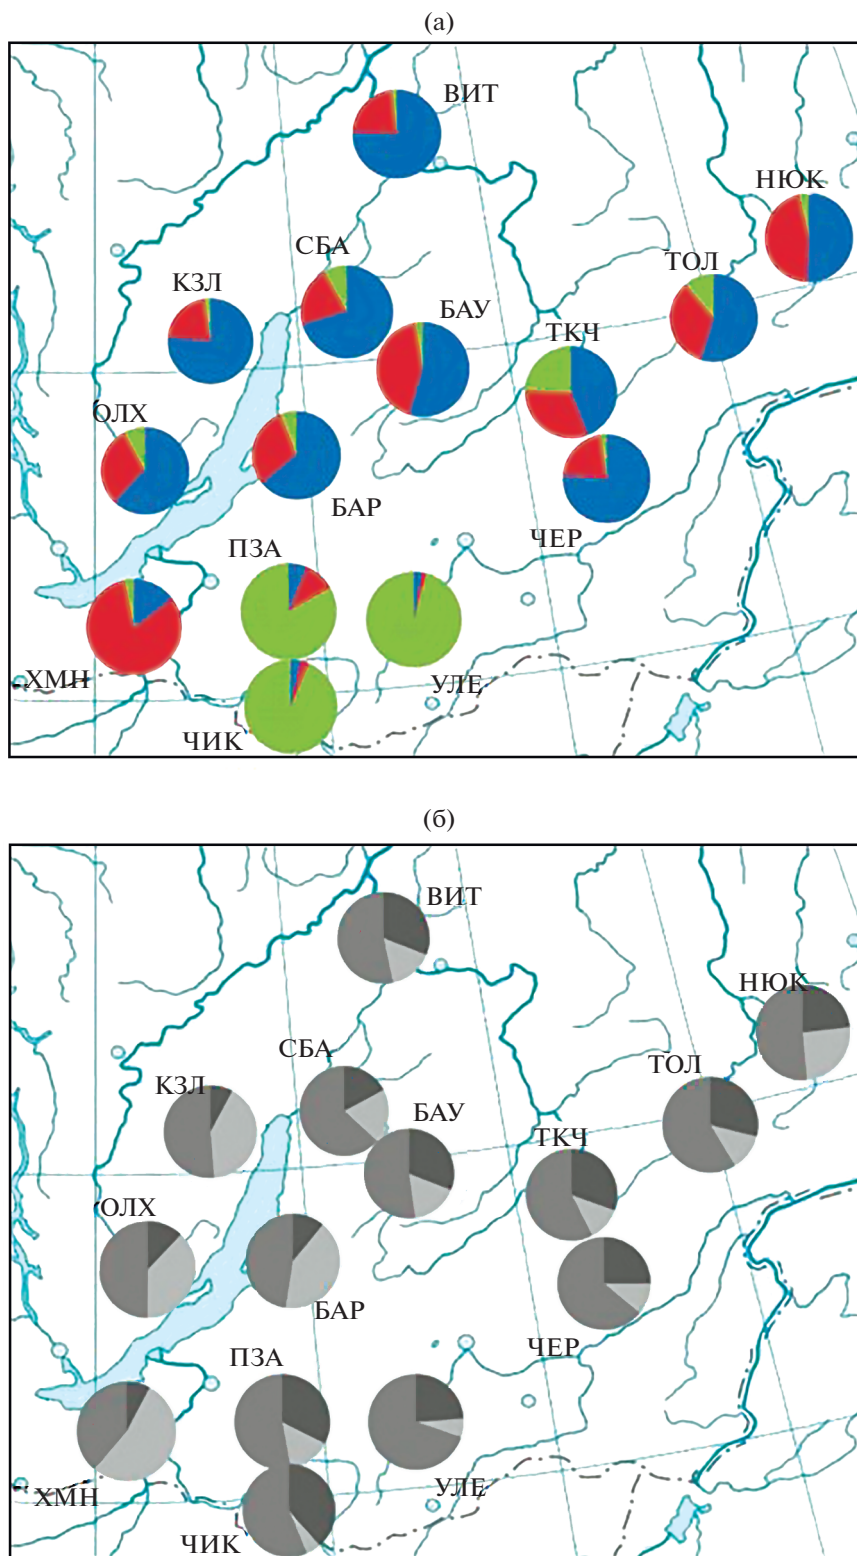 (а)
ВИТ
НЮК
СБА
ТОЛ
КЗЛ
БАУ
ТКЧ
ОЛХ
БАР
ЧЕР
ПЗА
ХМН
УЛЕ
ЧИК
(б)
ВИТ
НЮК
СБА
ТОЛ
КЗЛ
БАУ
ТКЧ
ОЛХ
БАР
ЧЕР
ПЗА
УЛЕ
ХМН
ЧИК